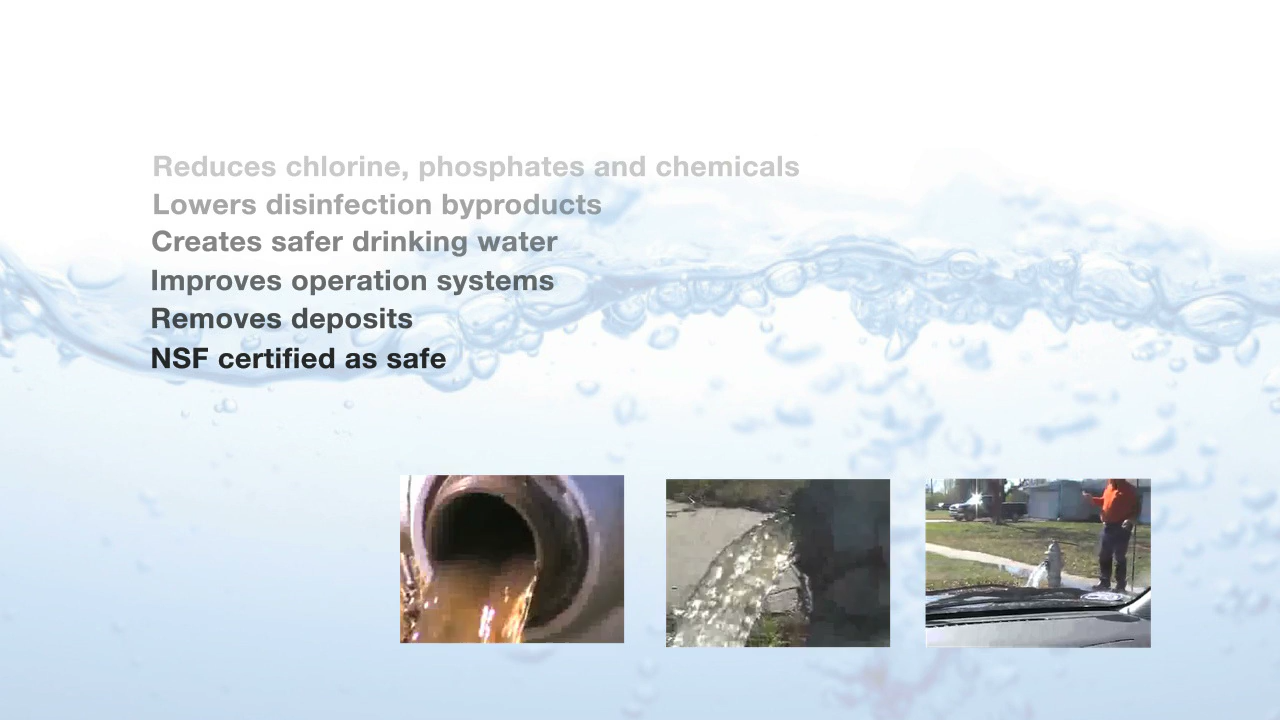 Reduces chlorine, phosphates and chemicals
Lowers disinfection byproducts
Creates safer drinking water
Improves operation systems
Removes deposits
NSF certified as safe